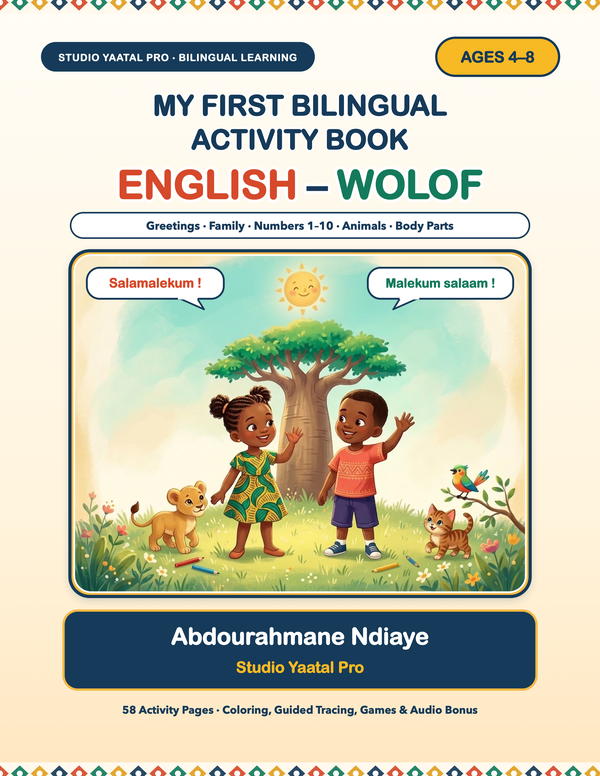 STUDIO YAATAL PRO · BILINGUAL LEARNING
AGES 4–8
MY FIRST BILINGUAL
ACTIVITY BOOK
ENGLISH – WOLOF
Greetings · Family · Numbers 1–10 · Animals · Body Parts
Salamalekum !
Malekum salaam !
Abdourahmane Ndiaye
Studio Yaatal Pro
58 Activity Pages · Coloring, Guided Tracing, Games & Audio Bonus